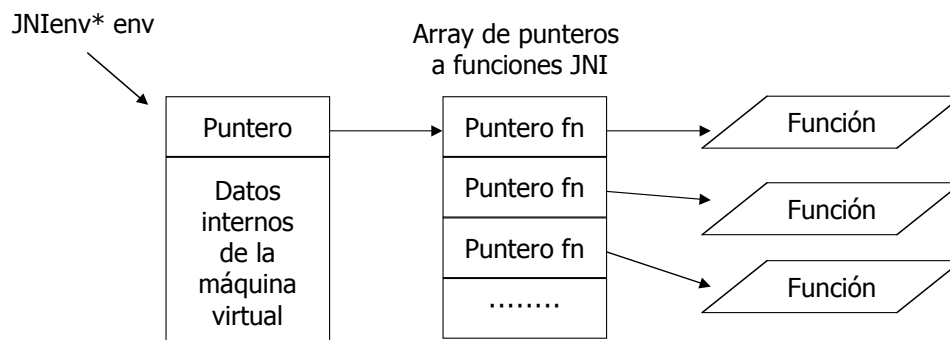 JNIenv* env
Array de punteros
a funciones JNI
Puntero
Datos
internos
de la
máquina
virtual
Puntero fn
Puntero fn
Puntero fn
........
Función
Función
Función